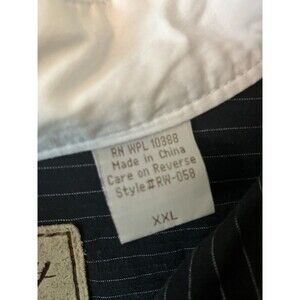 RN WPL 10388
Made in China
Care on Reverse
Style#RW-058
XXL